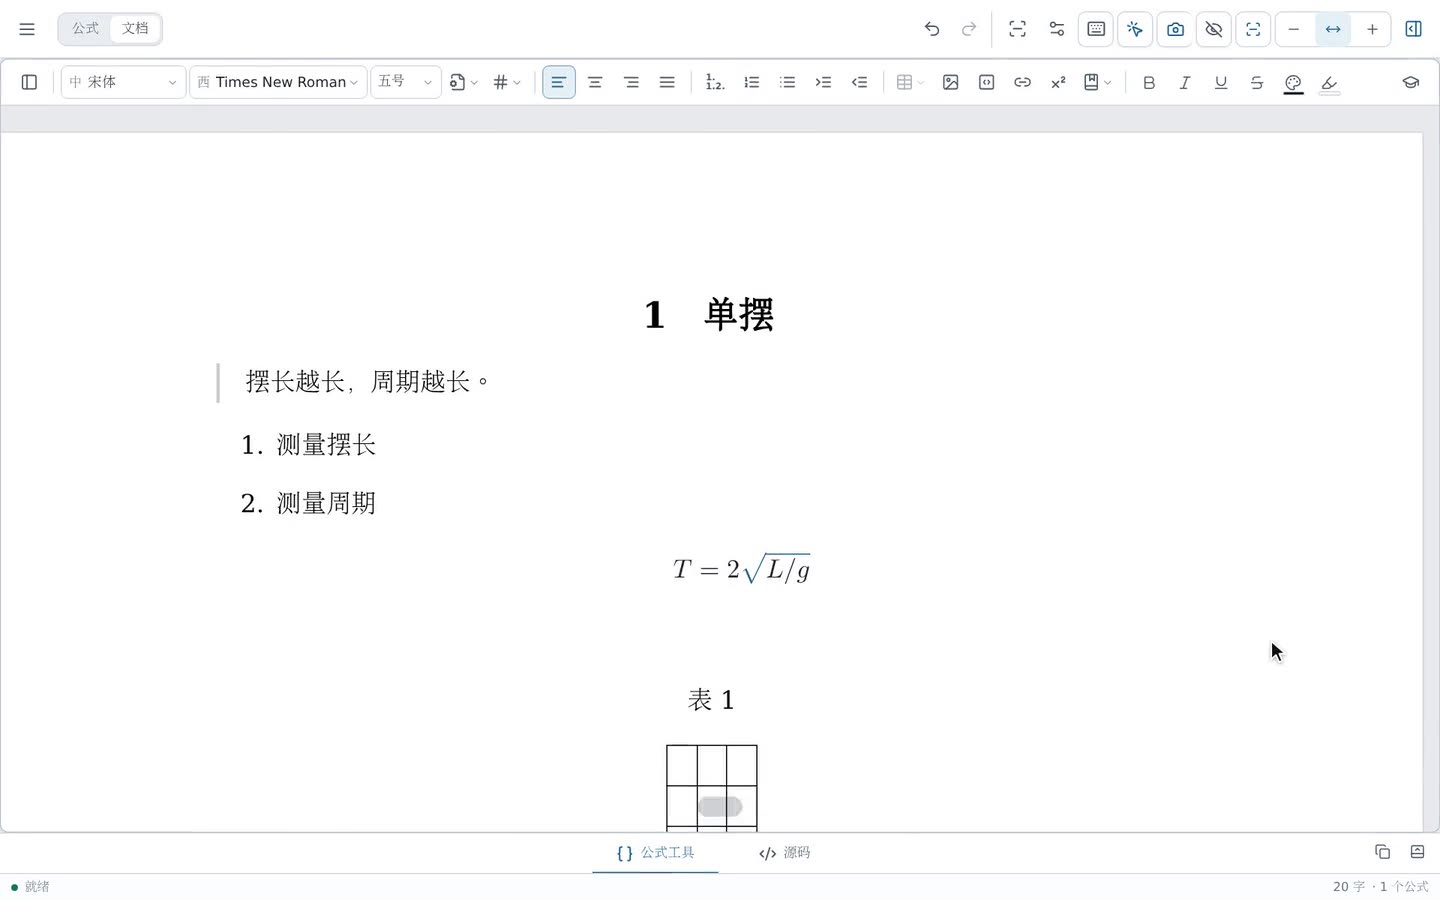 公式 文档
中 宋体 西 Times New Roman 五号
1 单摆
摆长越长，周期越长。
1. 测量摆长
2. 测量周期
T = 2√L/g
表 1
{} 公式工具 </> 源码
就绪 20 字 · 1 个公式